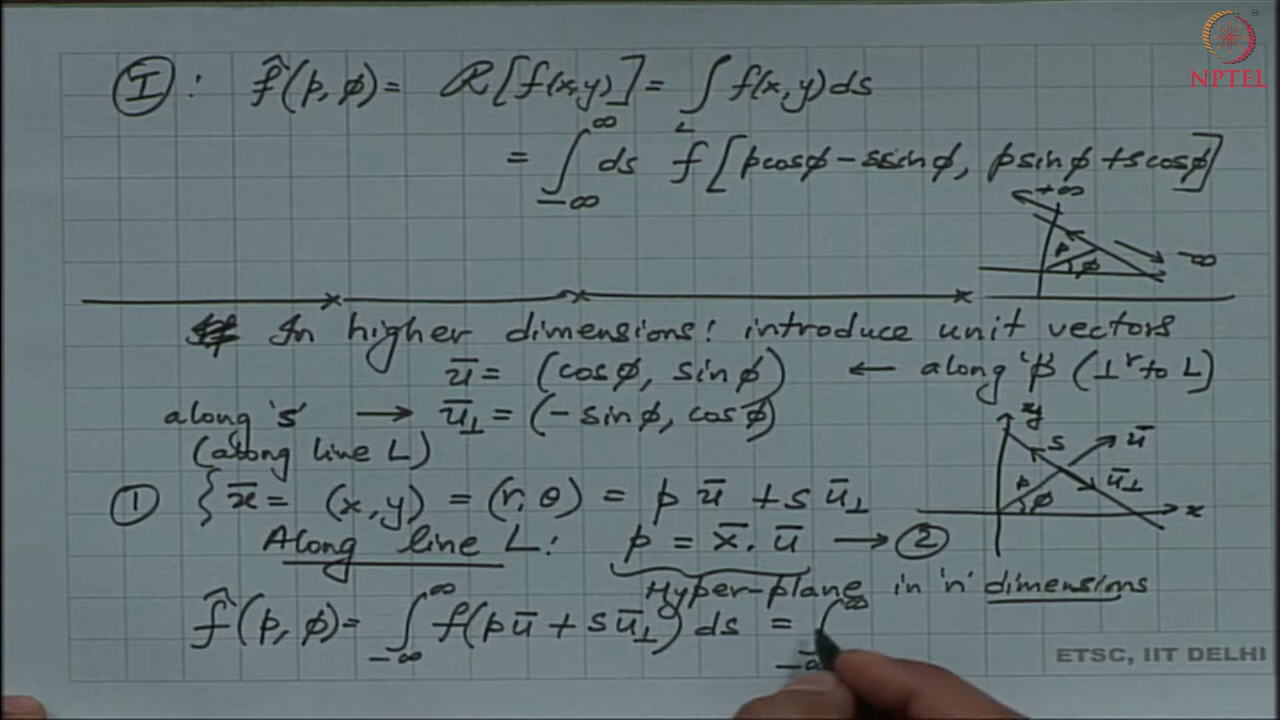 NPTEL
Ⓘ : f̂(p, φ) = R[f(x,y)] = ∫_L f(x,y) ds
= ∫_{-∞}^{∞} ds f[p cosφ - s sinφ, p sinφ + s cosφ]
+∞
p φ -∞
In higher dimensions: introduce unit vectors
ū = (cosφ, sinφ) ← along 'p' (⊥ʳ to L)
along 's' → ū⊥ = (-sinφ, cosφ)
(along line L)
y s ū
p φ ū⊥ x
① { x̄ = (x,y) = (r,θ) = p ū + s ū⊥
Along line L: p = x̄ . ū → ②
Hyper-plane in 'n' dimensions
f̂(p, φ) = ∫_{-∞}^{∞} f(p ū + s ū⊥) ds = ∫_{-∞}^{∞}
ETSC, IIT DELHI